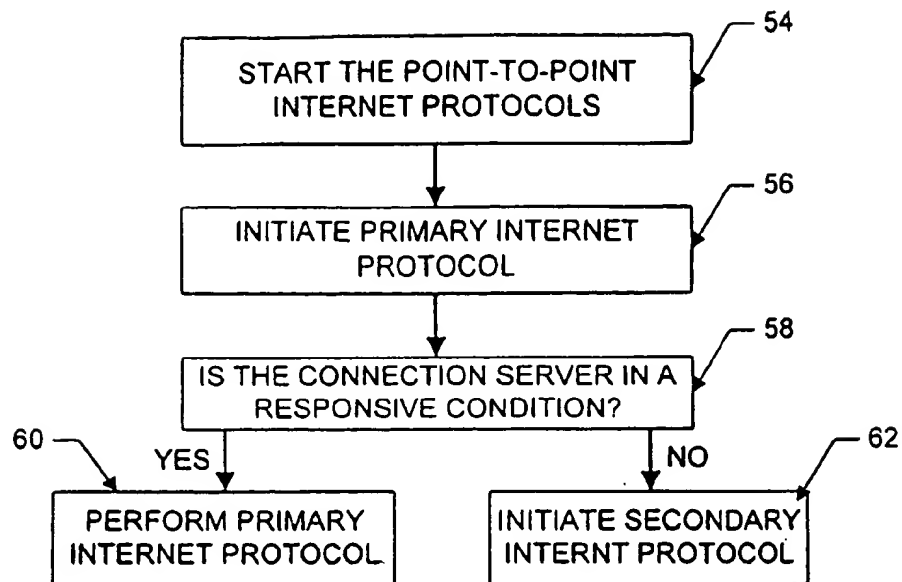 54
START THE POINT-TO-POINT
INTERNET PROTOCOLS
56
INITIATE PRIMARY INTERNET
PROTOCOL
58
IS THE CONNECTION SERVER IN A
RESPONSIVE CONDITION?
60
YES
NO
62
PERFORM PRIMARY
INTERNET PROTOCOL
INITIATE SECONDARY
INTERNT PROTOCOL